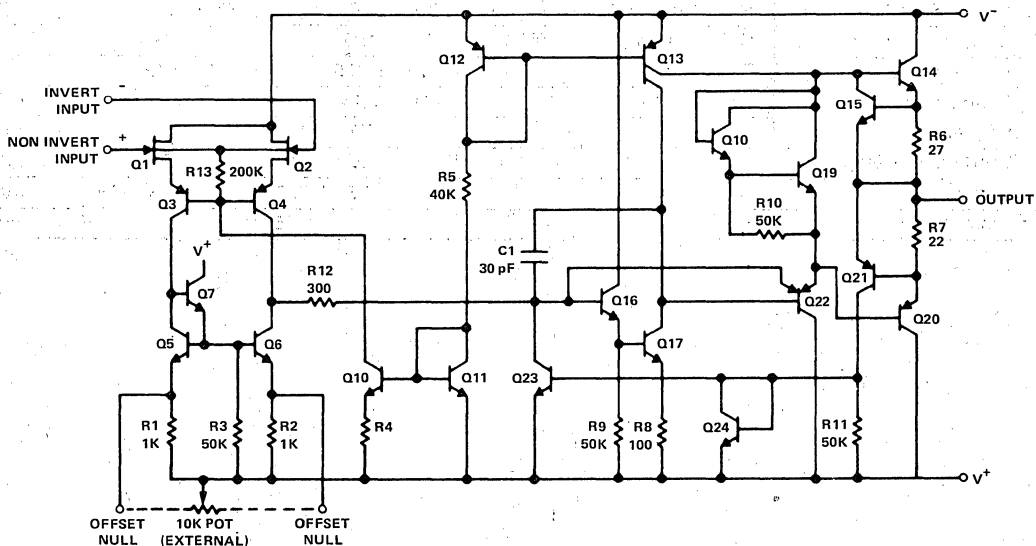 V-
Q12
Q13
Q14
INVERT
INPUT
-
NON INVERT
INPUT
+
Q1
R13
200K
Q2
Q15
Q10
R6
27
Q3
Q4
R5
40K
Q19
OUTPUT
R10
50K
R7
22
V+
R12
300
C1
30 pF
Q7
Q16
Q22
Q21
Q20
Q5
Q6
Q17
Q10
Q11
Q23
R1
1K
R3
50K
R2
1K
R4
R9
50K
R8
100
Q24
R11
50K
V+
OFFSET
NULL
10K POT
(EXTERNAL)
OFFSET
NULL